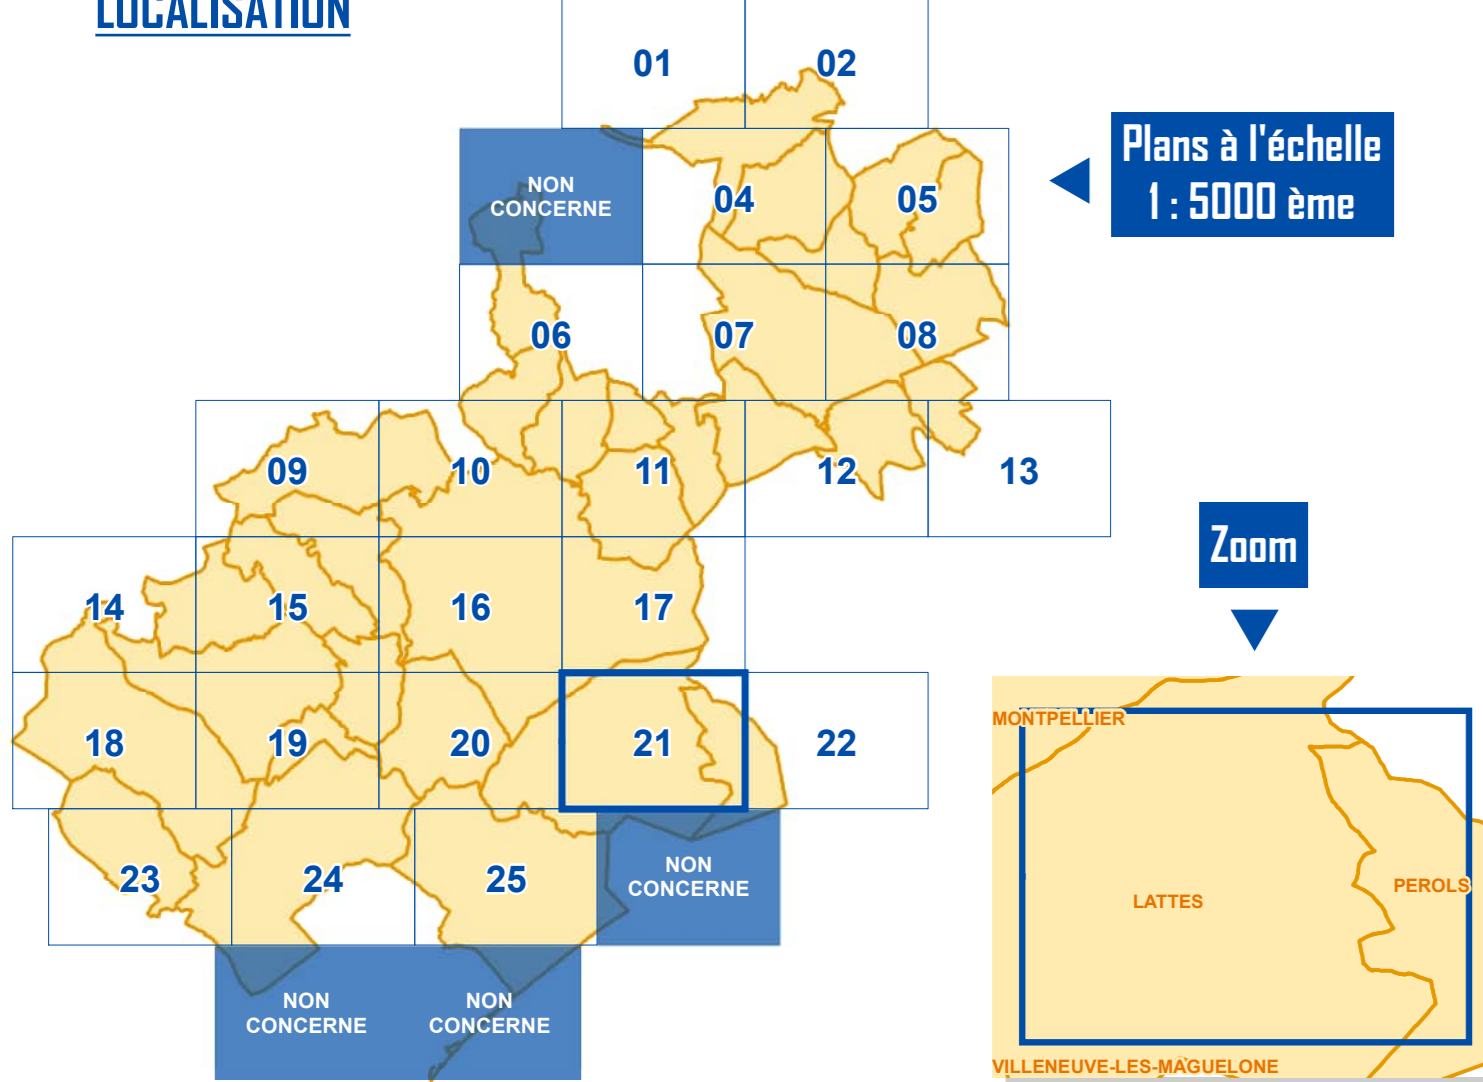 LOCALISATION
01
02
Plans à l'échelle
1 : 5000 ème
NON
CONCERNE
04
05
06
07
08
09
10
11
12
13
Zoom
14
15
16
17
18
19
20
21
22
MONTPELLIER
LATTES
PEROLS
VILLENEUVE-LES-MAGUELONE
23
24
25
NON
CONCERNE
NON
CONCERNE
NON
CONCERNE